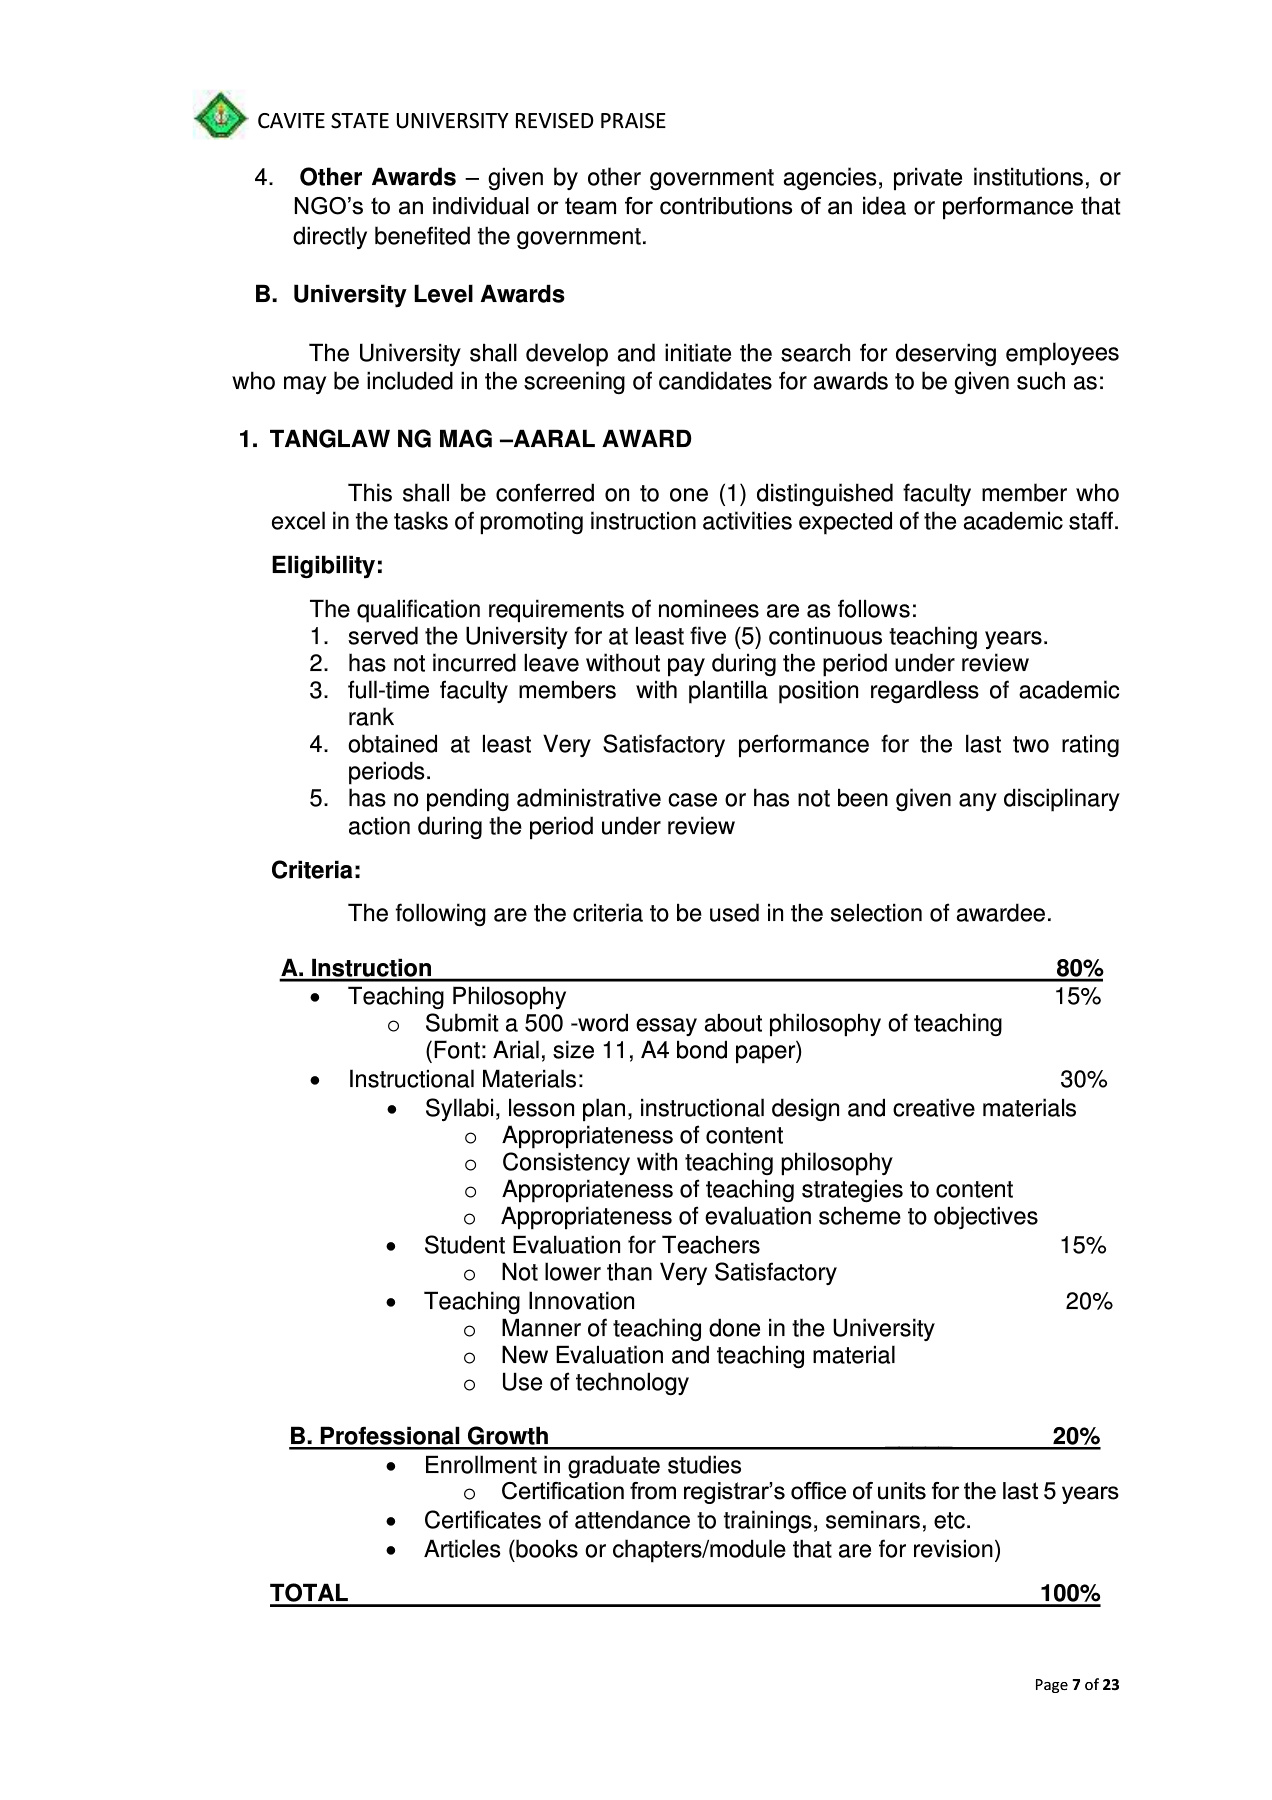 CAVITE STATE UNIVERSITY REVISED PRAISE
4. Other Awards – given by other government agencies, private institutions, or
NGO’s to an individual or team for contributions of an idea or performance that
directly benefited the government.
B. University Level Awards
The University shall develop and initiate the search for deserving employees
who may be included in the screening of candidates for awards to be given such as:
1. TANGLAW NG MAG –AARAL AWARD
This shall be conferred on to one (1) distinguished faculty member who
excel in the tasks of promoting instruction activities expected of the academic staff.
Eligibility:
The qualification requirements of nominees are as follows:
1. served the University for at least five (5) continuous teaching years.
2. has not incurred leave without pay during the period under review
3. full-time faculty members with plantilla position regardless of academic
rank
4. obtained at least Very Satisfactory performance for the last two rating
periods.
5. has no pending administrative case or has not been given any disciplinary
action during the period under review
Criteria:
The following are the criteria to be used in the selection of awardee.
A. Instruction 80%
• Teaching Philosophy 15%
o Submit a 500 -word essay about philosophy of teaching
(Font: Arial, size 11, A4 bond paper)
• Instructional Materials: 30%
• Syllabi, lesson plan, instructional design and creative materials
o Appropriateness of content
o Consistency with teaching philosophy
o Appropriateness of teaching strategies to content
o Appropriateness of evaluation scheme to objectives
• Student Evaluation for Teachers 15%
o Not lower than Very Satisfactory
• Teaching Innovation 20%
o Manner of teaching done in the University
o New Evaluation and teaching material
o Use of technology
B. Professional Growth 20%
• Enrollment in graduate studies
o Certification from registrar’s office of units for the last 5 years
• Certificates of attendance to trainings, seminars, etc.
• Articles (books or chapters/module that are for revision)
TOTAL 100%
Page 7 of 23